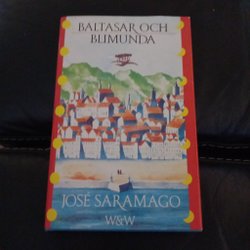 BALTASAR OCH
BLIMUNDA
JOSÉ SARAMAGO
W&W